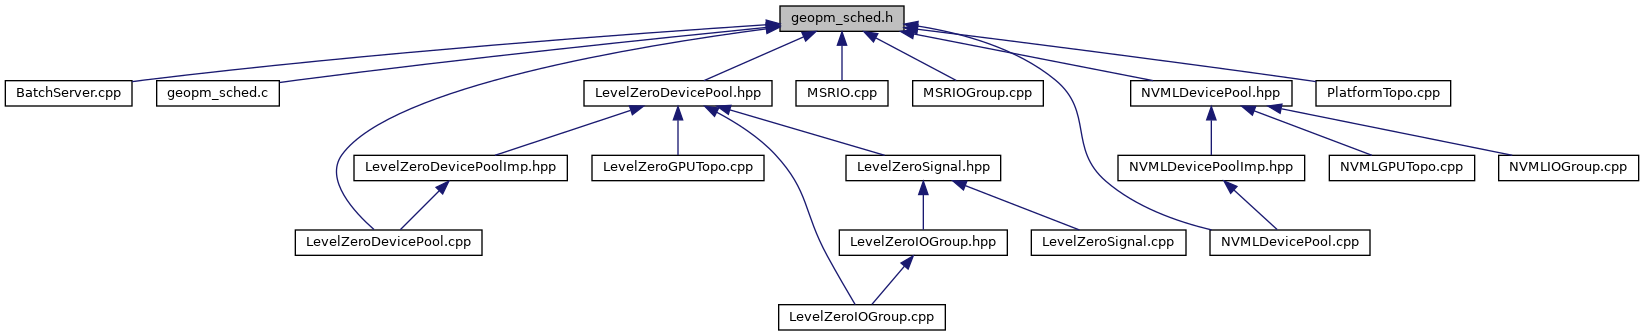 geopm_sched.h
BatchServer.cpp
geopm_sched.c
LevelZeroDevicePool.hpp
MSRIO.cpp
MSRIOGroup.cpp
NVMLDevicePool.hpp
PlatformTopo.cpp
LevelZeroDevicePoolImp.hpp
LevelZeroGPUTopo.cpp
LevelZeroSignal.hpp
NVMLDevicePoolImp.hpp
NVMLGPUTopo.cpp
NVMLIOGroup.cpp
LevelZeroDevicePool.cpp
LevelZeroIOGroup.hpp
LevelZeroSignal.cpp
NVMLDevicePool.cpp
LevelZeroIOGroup.cpp